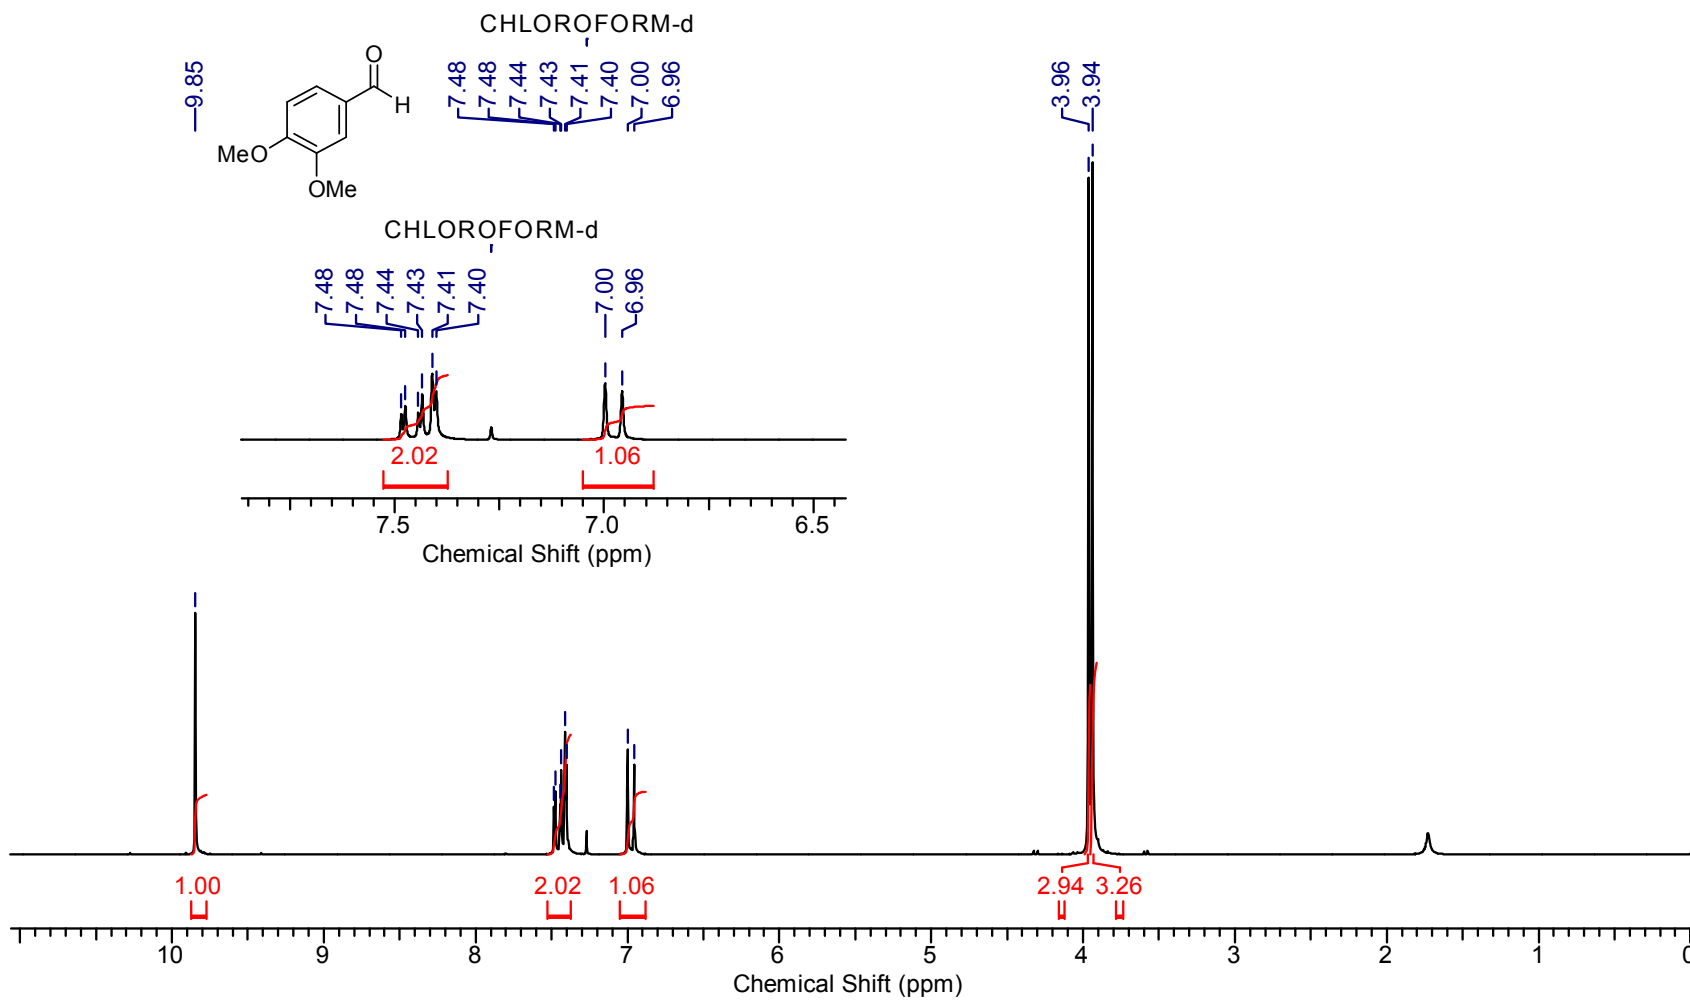 CHLOROFORM-d
9.85
7.48
7.48
7.44
7.43
7.41
7.40
7.00
6.96
3.96
3.94
O
H
MeO
OMe
CHLOROFORM-d
7.48
7.48
7.44
7.43
7.41
7.40
7.00
6.96
2.02 1.06
7.5 7.0 6.5
Chemical Shift (ppm)
1.00 2.02 1.06 2.94 3.26
10 9 8 7 6 5 4 3 2 1 0
Chemical Shift (ppm)